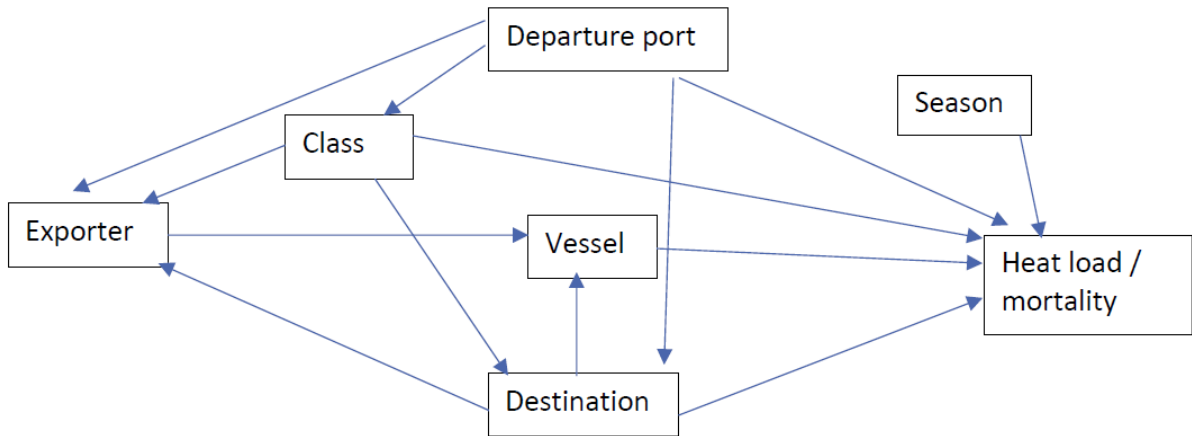 Departure port
Season
Class
Exporter
Vessel
Heat load /
mortality
Destination